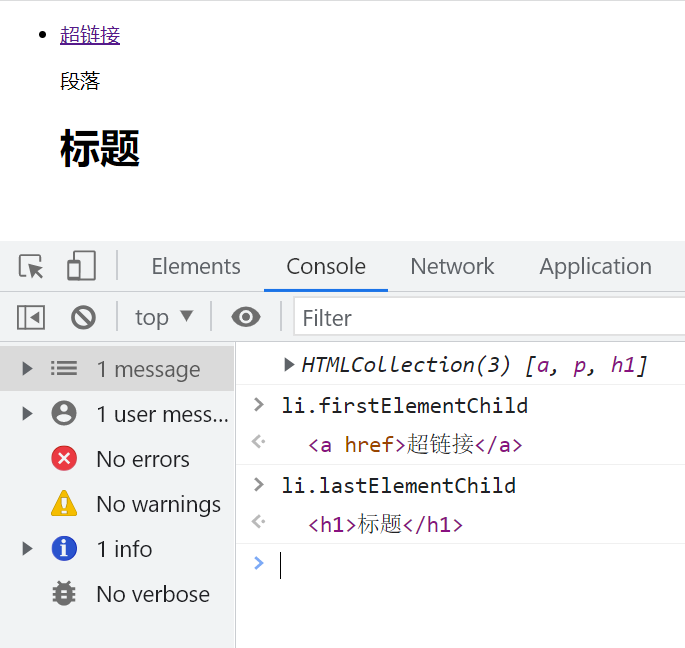 超链接
段落
标题
Elements Console Network Application
top Filter
1 message
1 user mess...
No errors
No warnings
1 info
No verbose
HTMLCollection(3) [a, p, h1]
li.firstElementChild
<a href>超链接</a>
li.lastElementChild
<h1>标题</h1>